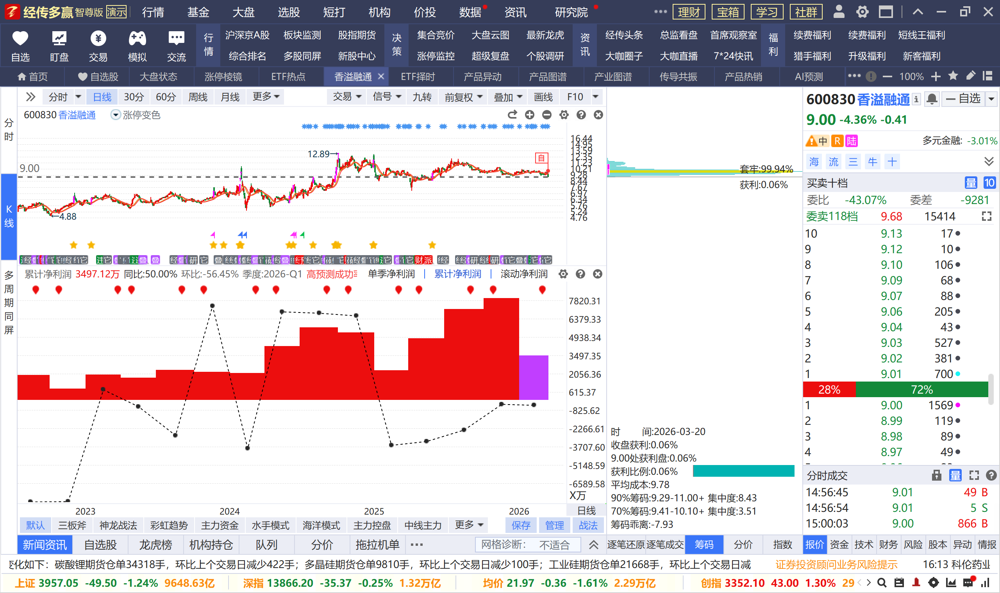 经传多赢 智尊版 演示 行情 基金 大盘 选股 短打 机构 价投 数据 资讯 研究院 理财 宝箱 学习 社群
自选 盯盘 交易 模拟 交流
行情 沪深京A股 板块监测 股指期货 决策 集合竞价 大盘云图 最新龙虎 资讯 经传头条 总监看盘 首席观察室 福利 续费福利 续费福利 短线王福利
综合排名 多股同屏 新股中心 涨停监控 超级复盘 个股调研 大咖圈子 大咖直播 7*24快讯 猎手福利 升级福利 新客福利
首页 自选股 大盘状态 涨停棱镜 ETF热点 香溢融通 ETF择时 产品异动 产品图谱 产业图谱 传导共振 产品热销 AI预测 100%
分时
K线
多周期同屏
分时 日线 30分 60分 周线 月线 更多 交易 信号 九转 前复权 叠加 画线 F10
600830 香溢融通 涨停变色
16.44
14.95
13.59
12.35
11.23
10.21
9.28
8.44
7.67
6.97
6.34
5.76
5.24
4.76
12.89
自
9.00
4.88
累计净利润 3497.12万 同比:50.00% 环比:-56.45% 季度:2026-Q1 高预测成功 单季净利润 | 累计净利润 | 滚动净利润
7820.31
6379.33
4938.34
3497.35
2056.36
615.37
-825.62
-2266.61
-3707.60
-5148.59
-6589.58
X万
2023 2024 2025 2026 日线
默认 三板斧 神龙战法 彩虹趋势 主力资金 水手模式 海洋模式 主力控盘 中线主力 更多 保存 管理 战法
新闻资讯 自选股 龙虎榜 机构持仓 队列 分价 拖拉机单 网格诊断: 不适合
套牢:99.94%
获利:0.06%
时 间:2026-03-20
收盘获利:0.06%
9.00处获利盘:0.06%
获利比例:0.06%
平均成本:9.78
90%筹码:9.29-11.00+ 集中度:8.43
70%筹码:9.41-10.10+ 集中度:3.51
筹码乖离:-7.93
逐笔还原 逐笔成交 筹码 分价 指数
600830 香溢融通 自选
9.00 -4.36% -0.41
中 R 陆 多元金融: -3.01%
海 流 三 牛 十
买卖十档 量 10
委比 -43.07% 委差 -9281
委卖118档 9.68 15414
10 9.13 17
9 9.12 10
8 9.10 106
7 9.09 68
6 9.07 88
5 9.06 205
4 9.04 43
3 9.03 527
2 9.02 381
1 9.01 700
28% 72%
1 9.00 1569
2 8.99 119
3 8.98 89
4 8.97 49
分时成交 量
14:56:45 9.01 49 B
14:56:54 9.01 5 S
15:00:03 9.00 866 B
报价 资金 技术 财务 风险 股本 异动 情报
变化如下：碳酸锂期货仓单34318手，环比上个交易日减少422手；多晶硅期货仓单9810手，环比上个交易日减少100手；工业硅期货仓单21668手，环比上个交易日减 证券投资顾问业务风险提示 16:13 科伦药业
上证 3957.05 -49.50 -1.24% 9648.63亿 深指 13866.20 -35.37 -0.25% 1.32万亿 均价 21.97 -0.36 -1.61% 2.29万亿 创指 3352.10 43.00 1.30% 29